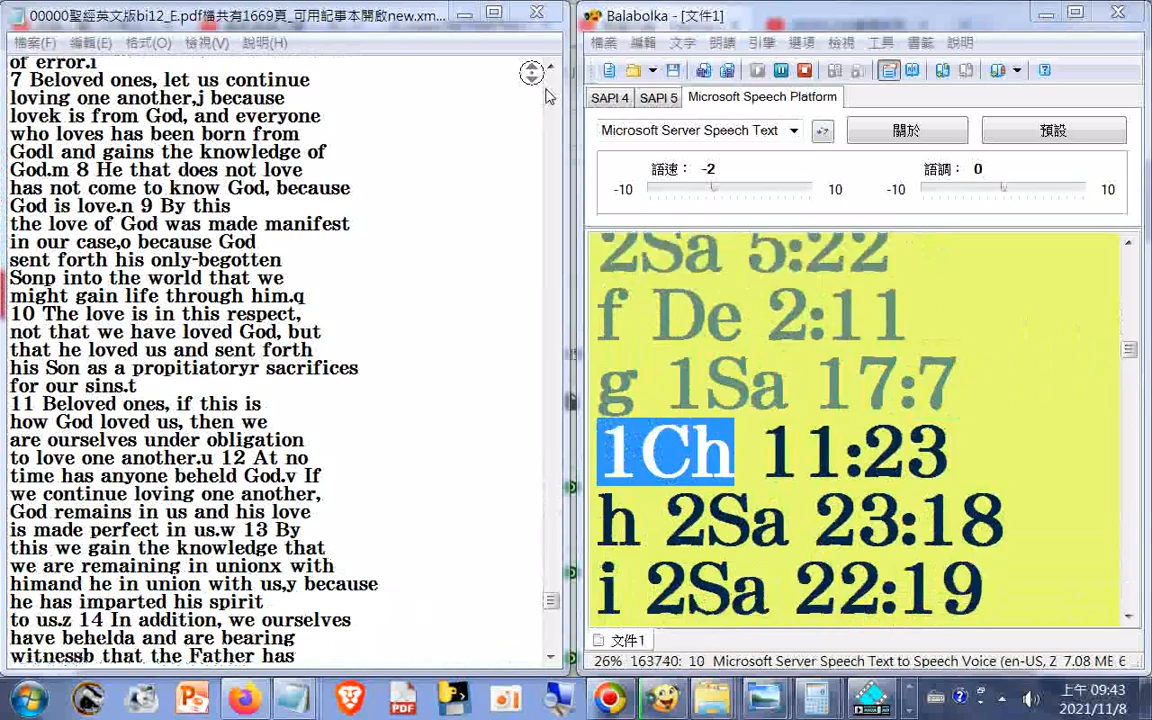 00000聖經英文版bi12_E.pdf檔共有1669頁_可用記事本開啟new.xm...
檔案(F) 編輯(E) 格式(O) 檢視(V) 說明(H)
of error.i
7 Beloved ones, let us continue
loving one another,j because
lovek is from God, and everyone
who loves has been born from
Godl and gains the knowledge of
God.m 8 He that does not love
has not come to know God, because
God is love.n 9 By this
the love of God was made manifest
in our case,o because God
sent forth his only-begotten
Sonp into the world that we
might gain life through him.q
10 The love is in this respect,
not that we have loved God, but
that he loved us and sent forth
his Son as a propitiatoryr sacrifices
for our sins.t
11 Beloved ones, if this is
how God loved us, then we
are ourselves under obligation
to love one another.u 12 At no
time has anyone beheld God.v If
we continue loving one another,
God remains in us and his love
is made perfect in us.w 13 By
this we gain the knowledge that
we are remaining in unionx with
himand he in union with us,y because
he has imparted his spirit
to us.z 14 In addition, we ourselves
have behelda and are bearing
witnessb that the Father has
Balabolka - [文件1]
檔案 編輯 文字 朗讀 引擎 選項 檢視 工具 書籤 說明
SAPI 4 SAPI 5 Microsoft Speech Platform
Microsoft Server Speech Text 關於 預設
語速: -2 語調: 0
-10 10 -10 10
2Sa 5:22
f De 2:11
g 1Sa 17:7
1Ch 11:23
h 2Sa 23:18
i 2Sa 22:19
文件1
26% 163740: 10 Microsoft Server Speech Text to Speech Voice (en-US, Z 7.08 MB 6
PDF
上午 09:43
2021/11/8